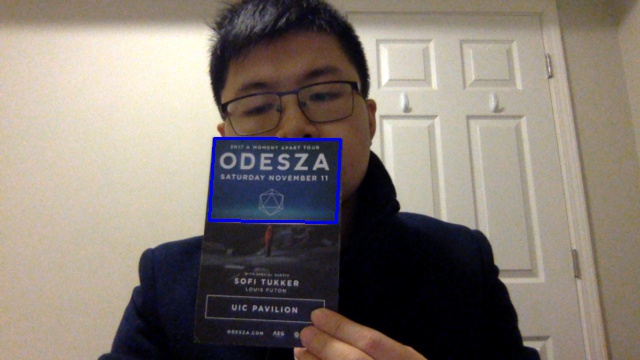 2017 A MOMENT APART TOUR
ODESZA
SATURDAY NOVEMBER 11
WITH SPECIAL GUESTS
SOFI TUKKER
LOUIS FUTON
UIC PAVILION
ODESZA.COM
AEG